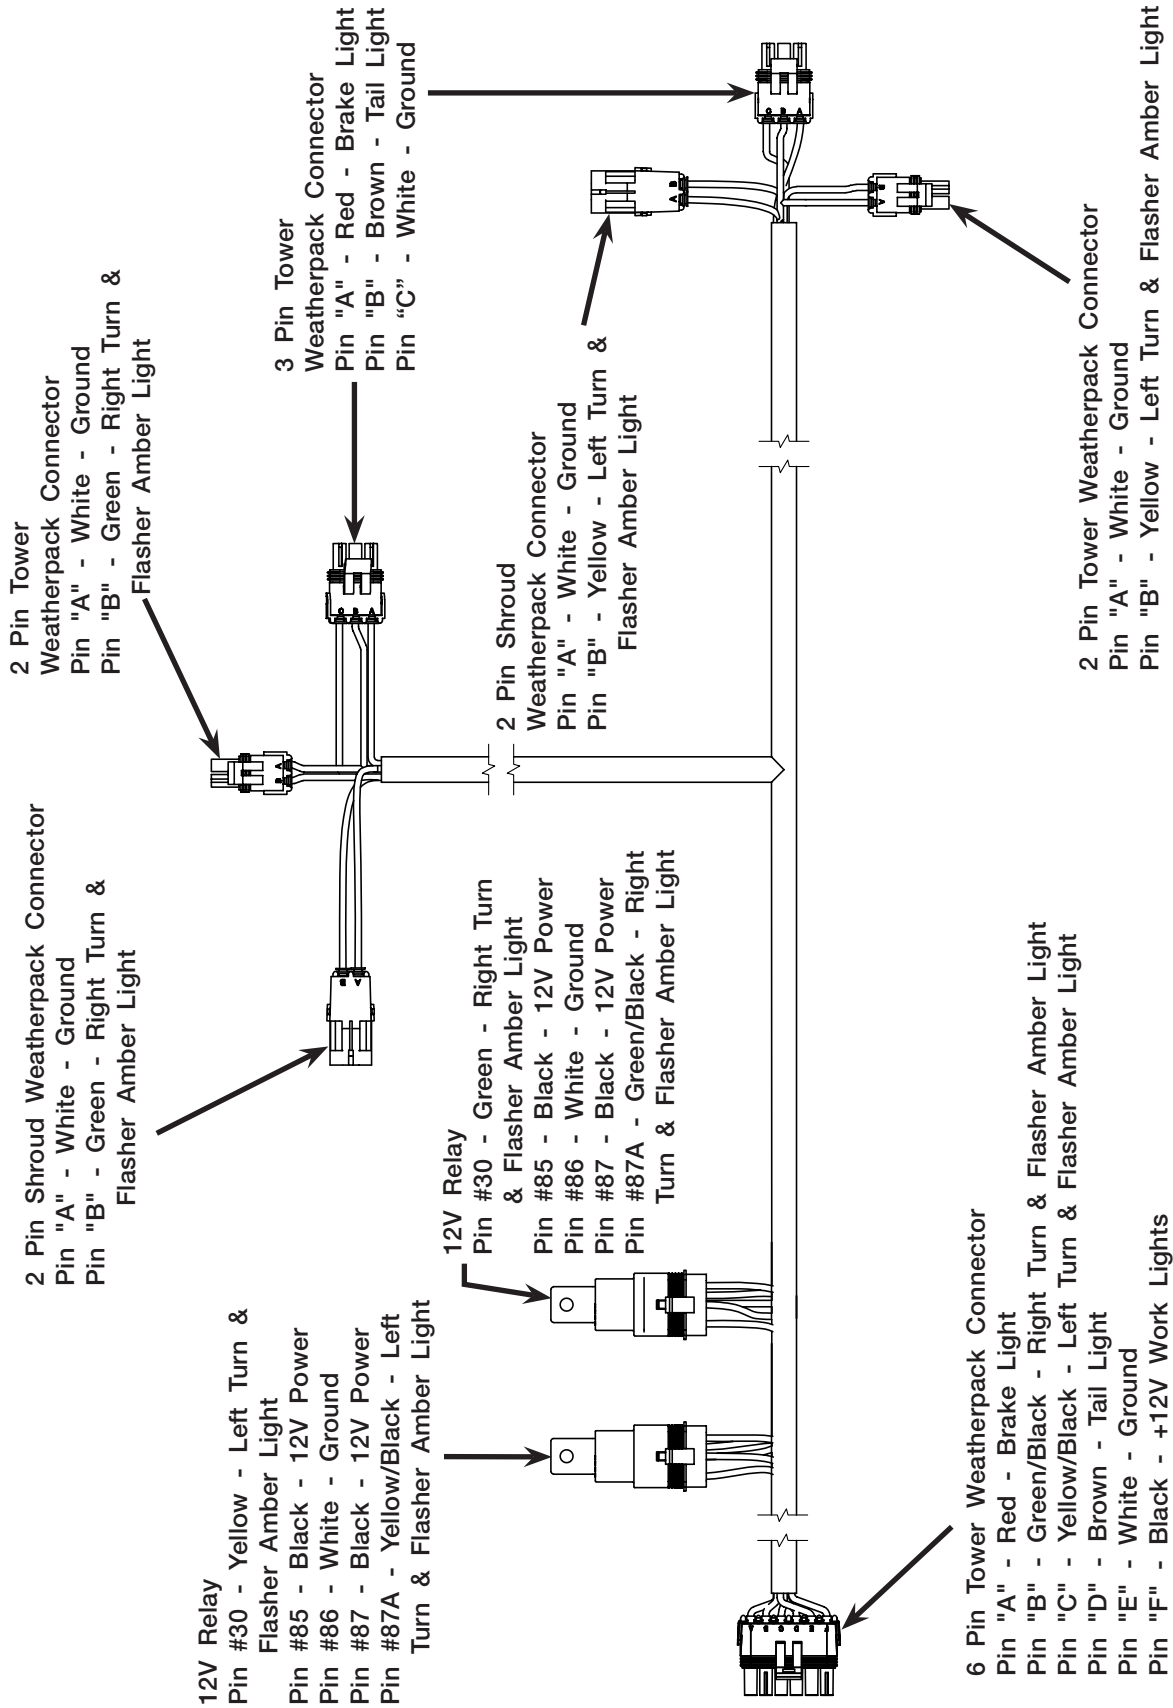 2 Pin Tower
Weatherpack Connector
Pin "A" - White - Ground
Pin "B" - Green - Right Turn &
Flasher Amber Light
3 Pin Tower
Weatherpack Connector
Pin "A" - Red - Brake Light
Pin "B" - Brown - Tail Light
Pin “C” - White - Ground
2 Pin Shroud Weatherpack Connector
Pin "A" - White - Ground
Pin "B" - Green - Right Turn &
Flasher Amber Light
2 Pin Shroud
Weatherpack Connector
Pin "A" - White - Ground
Pin "B" - Yellow - Left Turn &
Flasher Amber Light
12V Relay
Pin #30 - Yellow - Left Turn &
Flasher Amber Light
Pin #85 - Black - 12V Power
Pin #86 - White - Ground
Pin #87 - Black - 12V Power
Pin #87A - Yellow/Black - Left
Turn & Flasher Amber Light
12V Relay
Pin #30 - Green - Right Turn
& Flasher Amber Light
Pin #85 - Black - 12V Power
Pin #86 - White - Ground
Pin #87 - Black - 12V Power
Pin #87A - Green/Black - Right
Turn & Flasher Amber Light
6 Pin Tower Weatherpack Connector
Pin "A" - Red - Brake Light
Pin "B" - Green/Black - Right Turn & Flasher Amber Light
Pin "C" - Yellow/Black - Left Turn & Flasher Amber Light
Pin "D" - Brown - Tail Light
Pin "E" - White - Ground
Pin "F" - Black - +12V Work Lights
2 Pin Tower Weatherpack Connector
Pin "A" - White - Ground
Pin "B" - Yellow - Left Turn & Flasher Amber Light
B A
C B A
B A
A B
C B A
A B